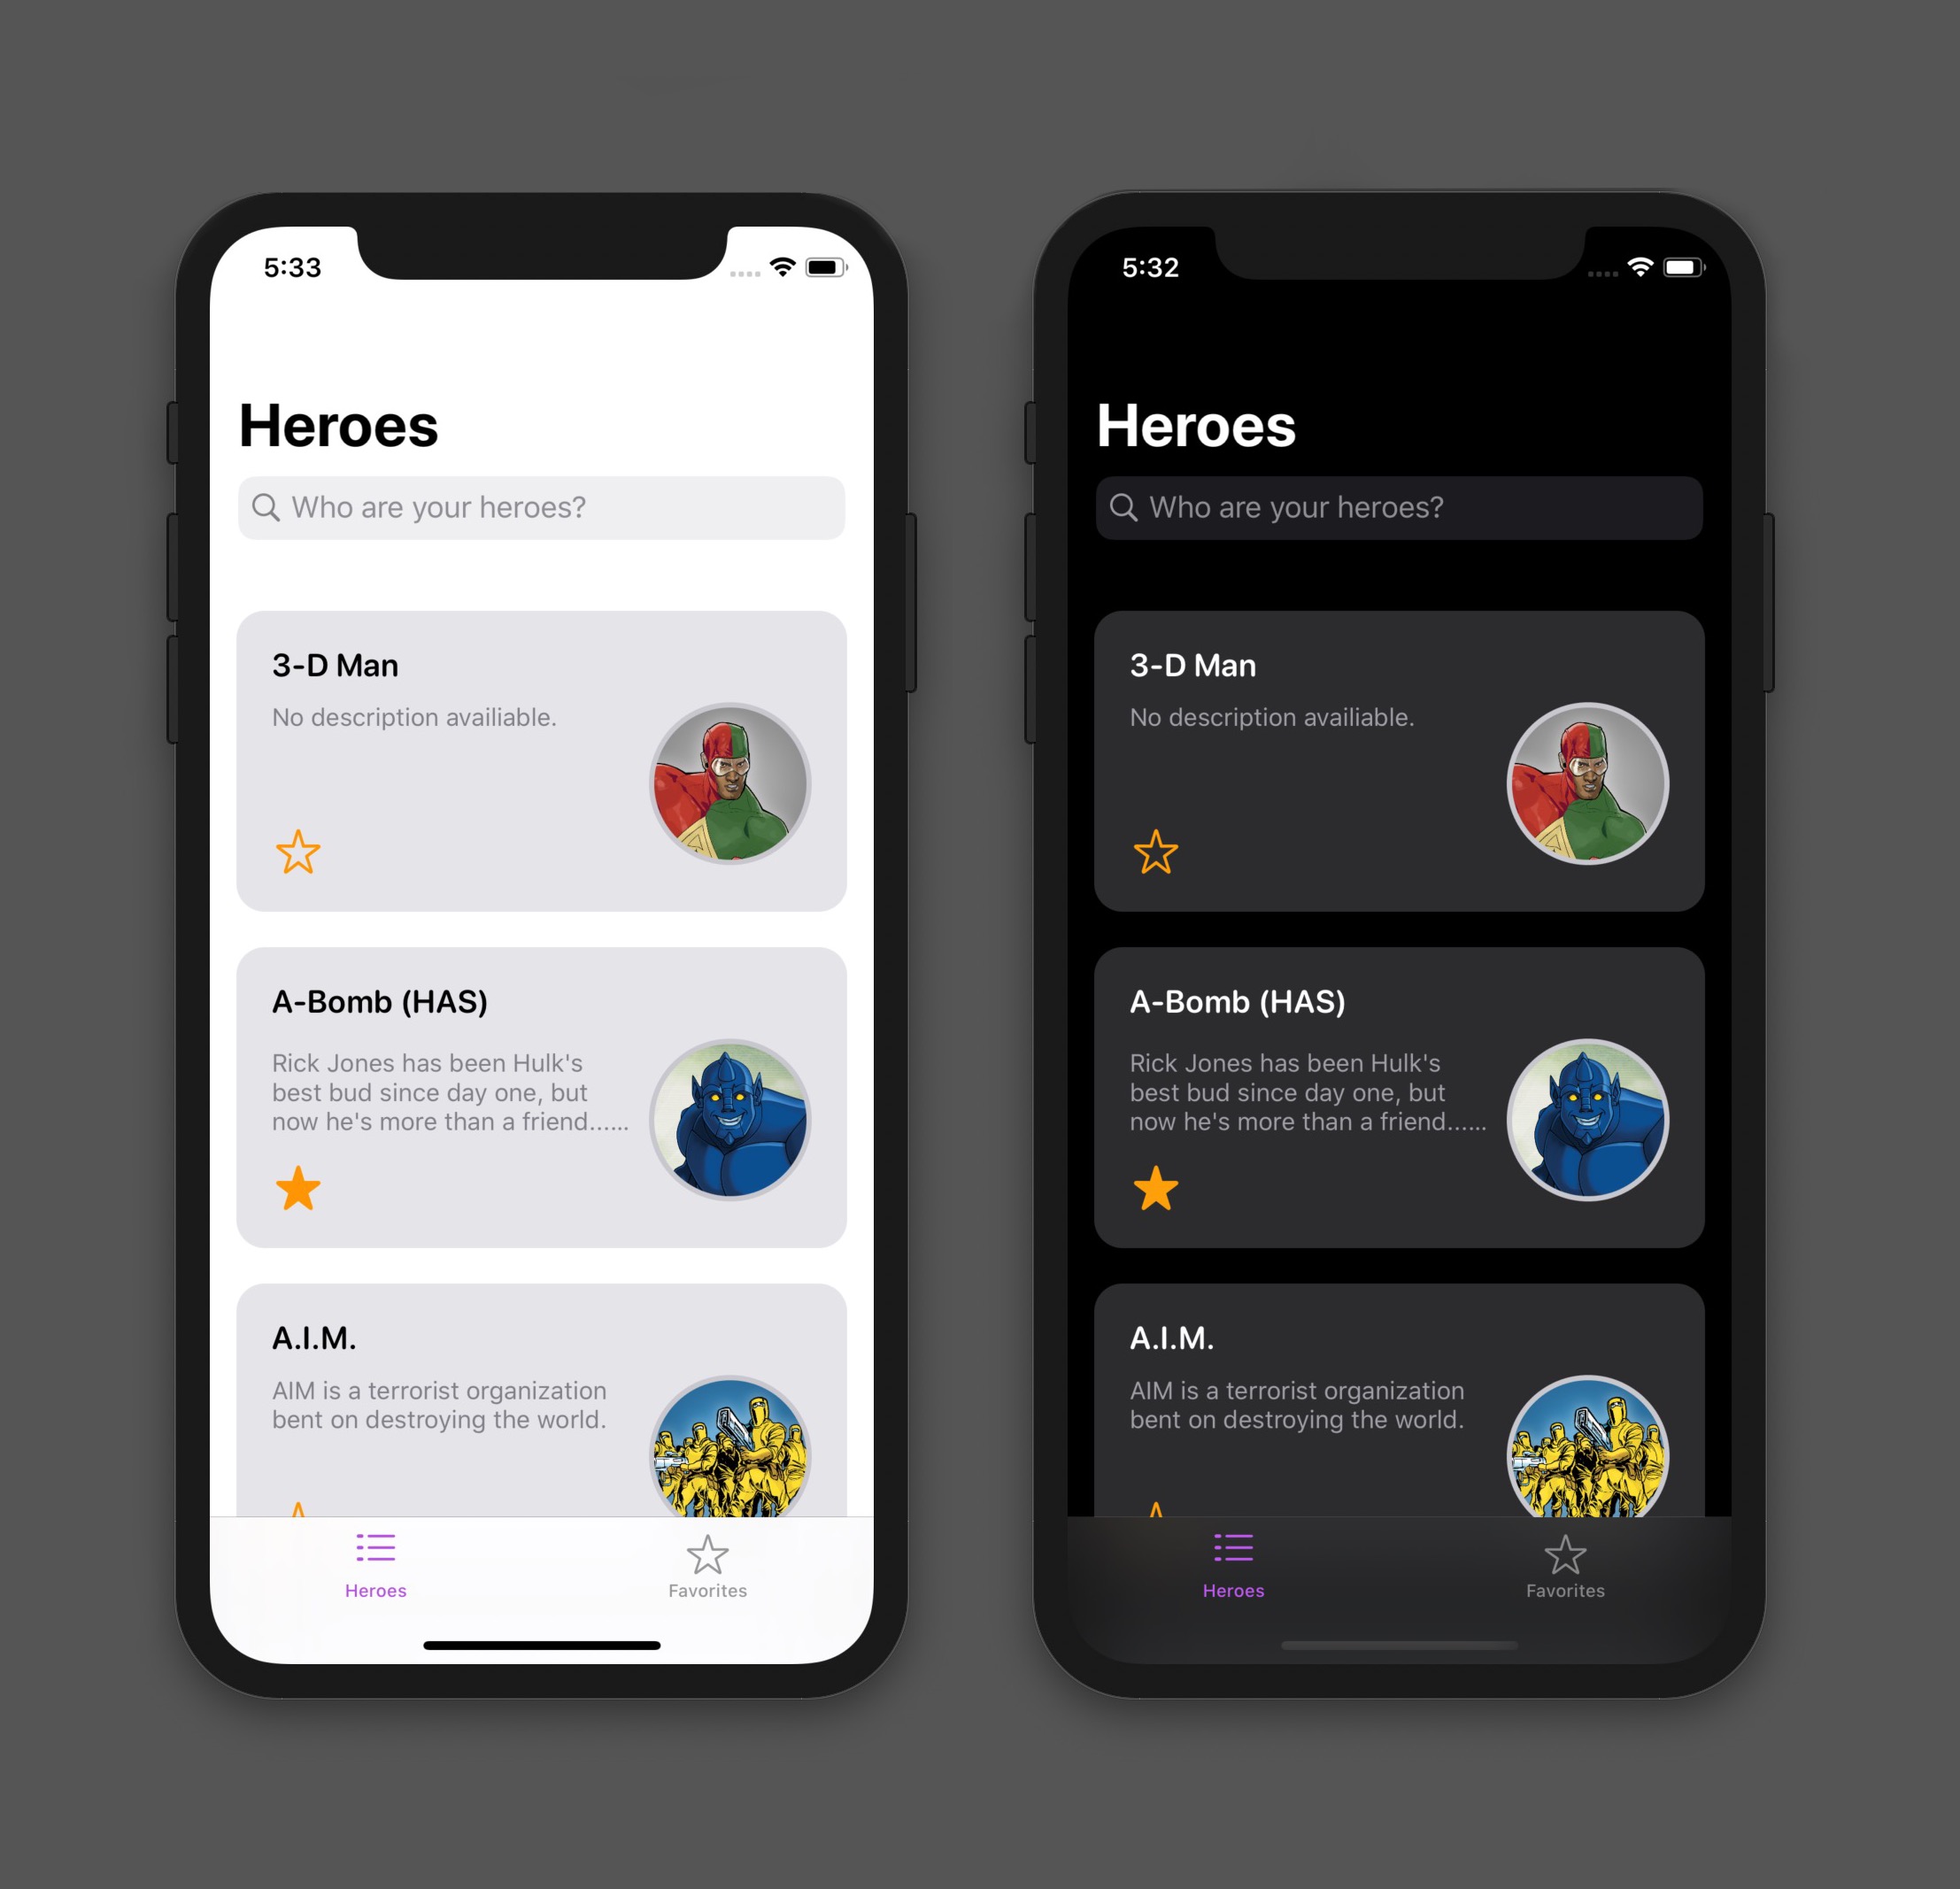 5:33
Heroes
Who are your heroes?
3-D Man
No description availiable.
A-Bomb (HAS)
Rick Jones has been Hulk's
best bud since day one, but
now he's more than a friend......
A.I.M.
AIM is a terrorist organization
bent on destroying the world.
Heroes
Favorites
5:32
Heroes
Who are your heroes?
3-D Man
No description availiable.
A-Bomb (HAS)
Rick Jones has been Hulk's
best bud since day one, but
now he's more than a friend......
A.I.M.
AIM is a terrorist organization
bent on destroying the world.
Heroes
Favorites